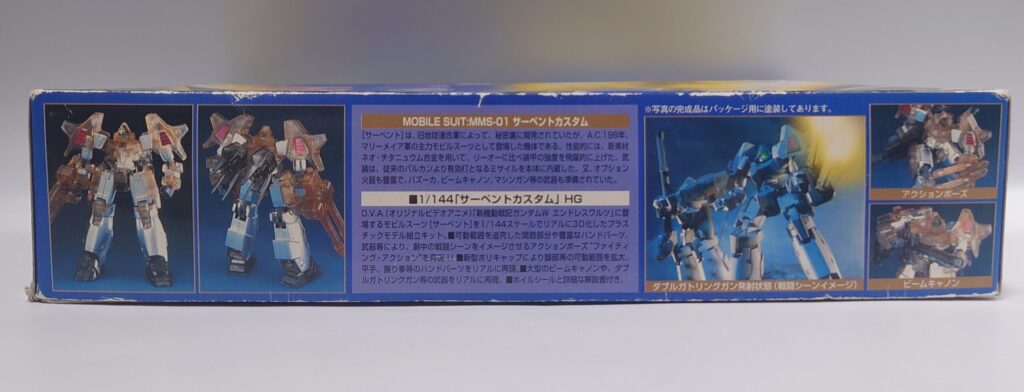 MOBILE SUIT:MMS-01 サーペントカスタム
[サーペント]は、旧地球連合軍によって、秘密裏に開発されていたが、A.C.196年、
マリーメイア軍の主力モビルスーツとして登場した機体である。性能的には、新素材
ネオ・チタニュウム合金を用いて、リーオーに比べ装甲の強度を飛躍的に上げた。武
装は、従来のバルカンより有効打となるミサイルを本体に内蔵した。又、オプション
火器も豊富で、バズーカ、ビームキャノン、マシンガン等の武器も準備されていた。
■1/144「サーペントカスタム」HG
O.V.A.(オリジナルビデオアニメ)「新機動戦記ガンダムW エンドレスワルツ」に登
場するモビルスーツ[サーペント]を1/144スケールでリアルに3D化したプラス
チックモデル組立キット。■可動範囲を追究した関節部分や豊富なハンドパーツ、
武器等により、劇中の戦闘シーンをイメージさせるアクションポーズ"ファイティ
ング・アクション"を再現!!■新型ポリキャップにより脚部等の可動範囲を拡大。
平手、握り拳等のハンドパーツをリアルに再現。■大型のビームキャノンや、ダブ
ルガトリングガン等の武器をリアルに再現。■ホイルシールと詳細な解説書付き。
※写真の完成品はパッケージ用に塗装してあります。
ダブルガトリングガン発射状態(戦闘シーンイメージ)
アクションポーズ
ビームキャノン